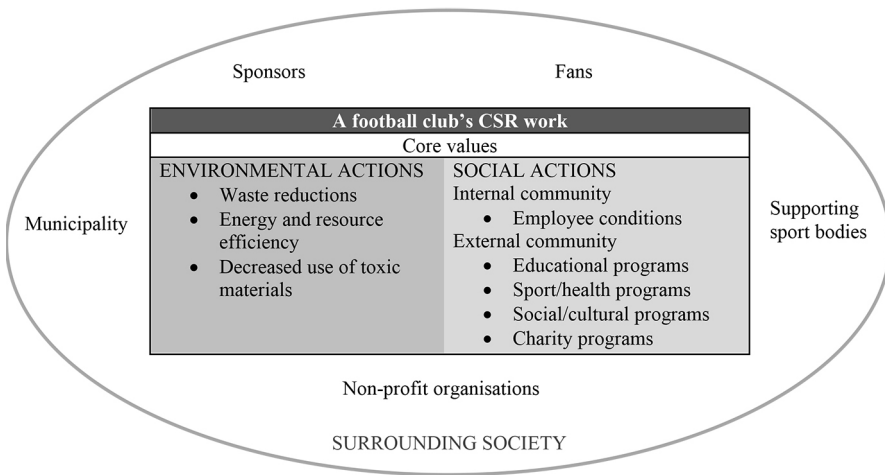 Sponsors
Fans
A football club's CSR work
Core values
ENVIRONMENTAL ACTIONS
• Waste reductions
• Energy and resource
efficiency
• Decreased use of toxic
materials
SOCIAL ACTIONS
Internal community
• Employee conditions
External community
• Educational programs
• Sport/health programs
• Social/cultural programs
• Charity programs
Municipality
Supporting
sport bodies
Non-profit organisations
SURROUNDING SOCIETY